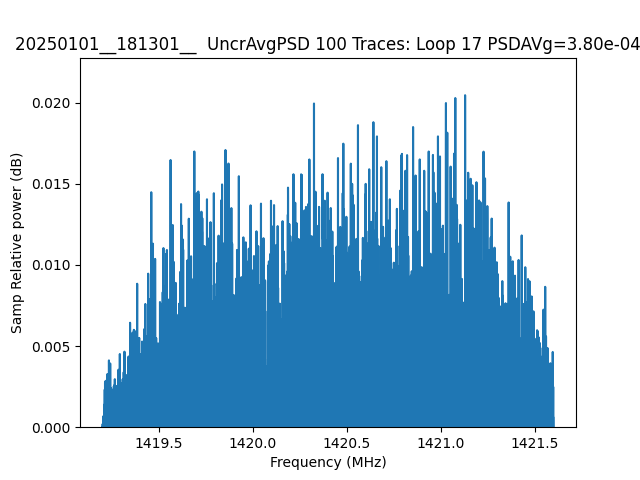 20250101__181301__  UncrAvgPSD 100 Traces: Loop 17 PSDAVg=3.80e-04
0.020
0.015
0.010
0.005
0.000
Samp Relative power (dB)
1419.5 1420.0 1420.5 1421.0 1421.5
Frequency (MHz)